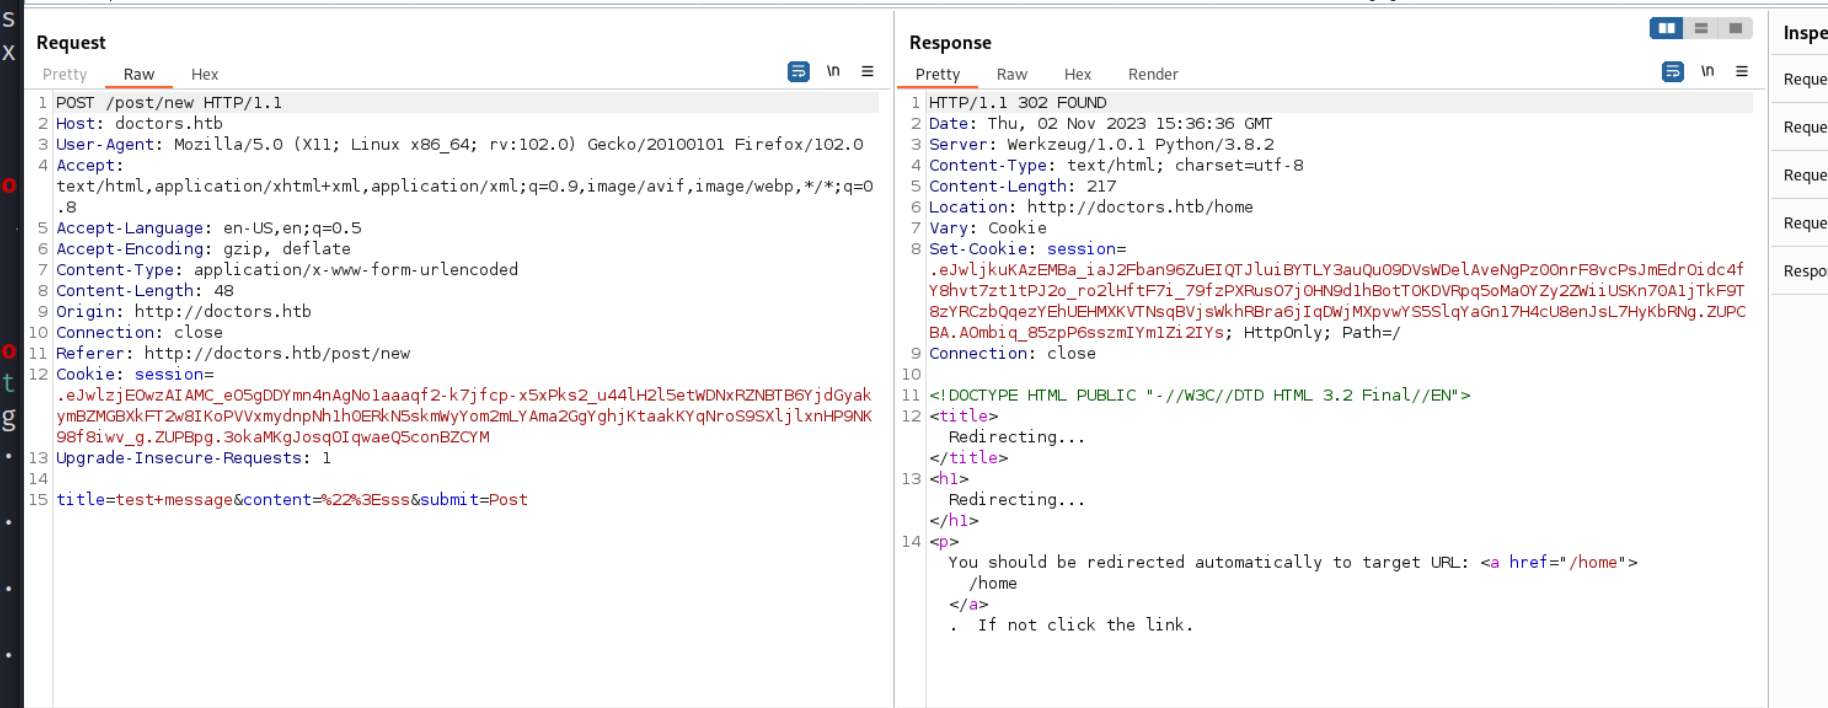 Request
Pretty Raw Hex \n
1 POST /post/new HTTP/1.1
2 Host: doctors.htb
3 User-Agent: Mozilla/5.0 (X11; Linux x86_64; rv:102.0) Gecko/20100101 Firefox/102.0
4 Accept:
text/html,application/xhtml+xml,application/xml;q=0.9,image/avif,image/webp,*/*;q=0
.8
5 Accept-Language: en-US,en;q=0.5
6 Accept-Encoding: gzip, deflate
7 Content-Type: application/x-www-form-urlencoded
8 Content-Length: 48
9 Origin: http://doctors.htb
10 Connection: close
11 Referer: http://doctors.htb/post/new
12 Cookie: session=
.eJwlzjEOwzAIAMC_eO5gDDYmn4nAgNo1aaaqf2-k7jfcp-x5xPks2_u44lH2l5etWDNxRZNBTB6YjdGyak
ymBZMGBXkFT2w8IKoPVVxmydnpNh1h0ERkN5skmWyYom2mLYAma2GgYghjKtaakKYqNroS9SXljlxnHP9NK
98f8iwv_g.ZUPBpg.3okaMKgJosq0IqwaeQ5conBZCYM
13 Upgrade-Insecure-Requests: 1
14
15 title=test+message&content=%22%3Esss&submit=Post
Response
Pretty Raw Hex Render \n
1 HTTP/1.1 302 FOUND
2 Date: Thu, 02 Nov 2023 15:36:36 GMT
3 Server: Werkzeug/1.0.1 Python/3.8.2
4 Content-Type: text/html; charset=utf-8
5 Content-Length: 217
6 Location: http://doctors.htb/home
7 Vary: Cookie
8 Set-Cookie: session=
.eJwljkuKAzEMBa_iaJ2Fban96ZuEIQTJluiBYTLY3auQu09DVsWDelAveNgPz0OnrF8vcPsJmEdrOidc4f
Y8hvt7zt1tPJ2o_ro2lHftF7i_79fzPXRusO7j0HN9d1hBotTOKDVRpq5oMaOYZy2ZWiiUSKn70A1jTkF9T
8zYRCzbQqezYEhUEHMXKVTNsqBVjsWkhRBra6jIqDWjMXpvwYS5SlqYaGn17H4cU8enJsL7HyKbRNg.ZUPC
BA.AOmbiq_85zpP6sszmIYm1Zi2IYs; HttpOnly; Path=/
9 Connection: close
10
11 <!DOCTYPE HTML PUBLIC "-//W3C//DTD HTML 3.2 Final//EN">
12 <title>
Redirecting...
</title>
13 <h1>
Redirecting...
</h1>
14 <p>
You should be redirected automatically to target URL: <a href="/home">
/home
</a>
. If not click the link.
Inspe
Reque
Reque
Reque
Reque
Respo